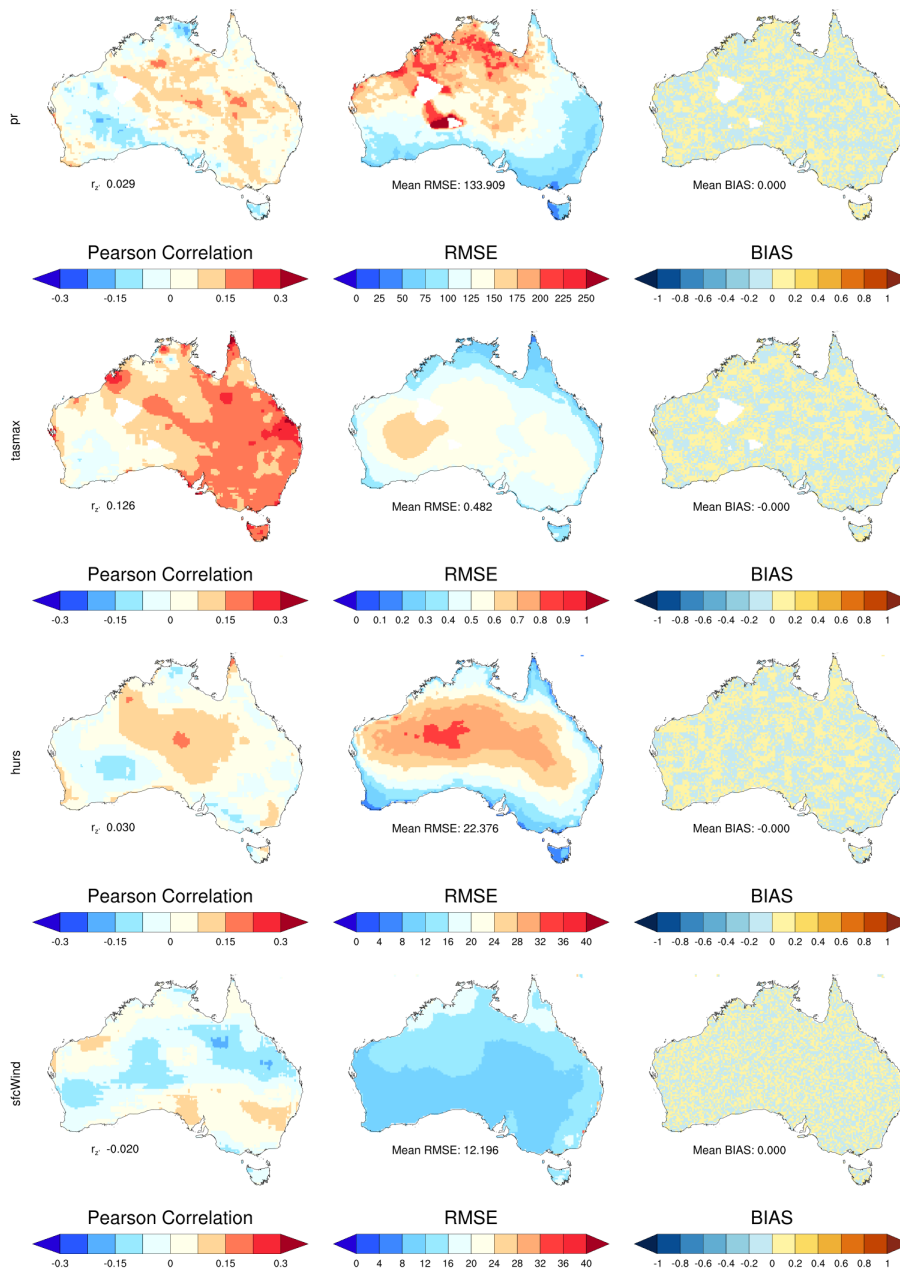 pr
r_z' 0.029
Mean RMSE: 133.909
Mean BIAS: 0.000
Pearson Correlation
RMSE
BIAS
-0.3 -0.15 0 0.15 0.3
0 25 50 75 100 125 150 175 200 225 250
-1 -0.8 -0.6 -0.4 -0.2 0 0.2 0.4 0.6 0.8 1
tasmax
r_z' 0.126
Mean RMSE: 0.482
Mean BIAS: -0.000
Pearson Correlation
RMSE
BIAS
-0.3 -0.15 0 0.15 0.3
0 0.1 0.2 0.3 0.4 0.5 0.6 0.7 0.8 0.9 1
-1 -0.8 -0.6 -0.4 -0.2 0 0.2 0.4 0.6 0.8 1
hurs
r_z' 0.030
Mean RMSE: 22.376
Mean BIAS: -0.000
Pearson Correlation
RMSE
BIAS
-0.3 -0.15 0 0.15 0.3
0 4 8 12 16 20 24 28 32 36 40
-1 -0.8 -0.6 -0.4 -0.2 0 0.2 0.4 0.6 0.8 1
sfcWind
r_z' -0.020
Mean RMSE: 12.196
Mean BIAS: 0.000
Pearson Correlation
RMSE
BIAS
-0.3 -0.15 0 0.15 0.3
0 4 8 12 16 20 24 28 32 36 40
-1 -0.8 -0.6 -0.4 -0.2 0 0.2 0.4 0.6 0.8 1